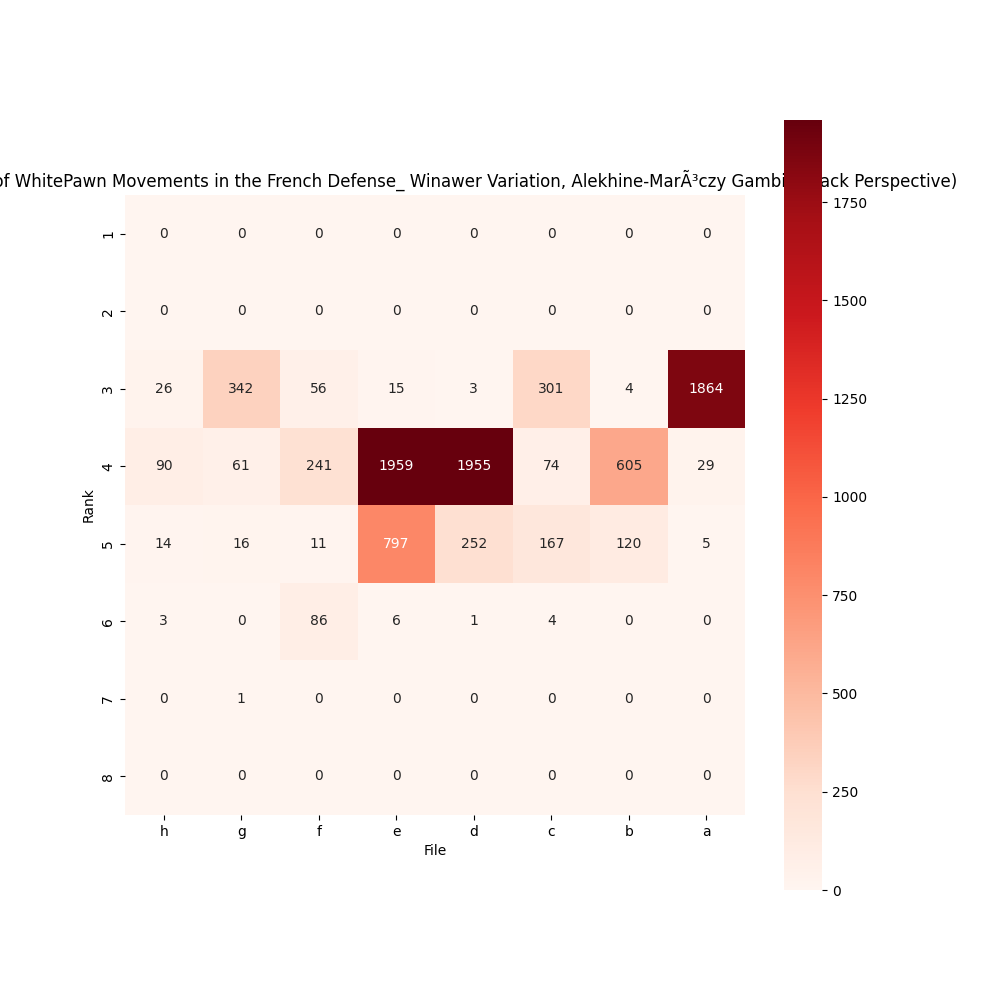 of WhitePawn Movements in the French Defense_ Winawer Variation, Alekhine-MarÃ³czy Gambi ack Perspective)
1 0 0 0 0 0 0 0 0
2 0 0 0 0 0 0 0 0
3 26 342 56 15 3 301 4 1864
4 90 61 241 1959 1955 74 605 29
5 14 16 11 797 252 167 120 5
6 3 0 86 6 1 4 0 0
7 0 1 0 0 0 0 0 0
8 0 0 0 0 0 0 0 0
h g f e d c b a
File
Rank
1750
1500
1250
1000
750
500
250
0